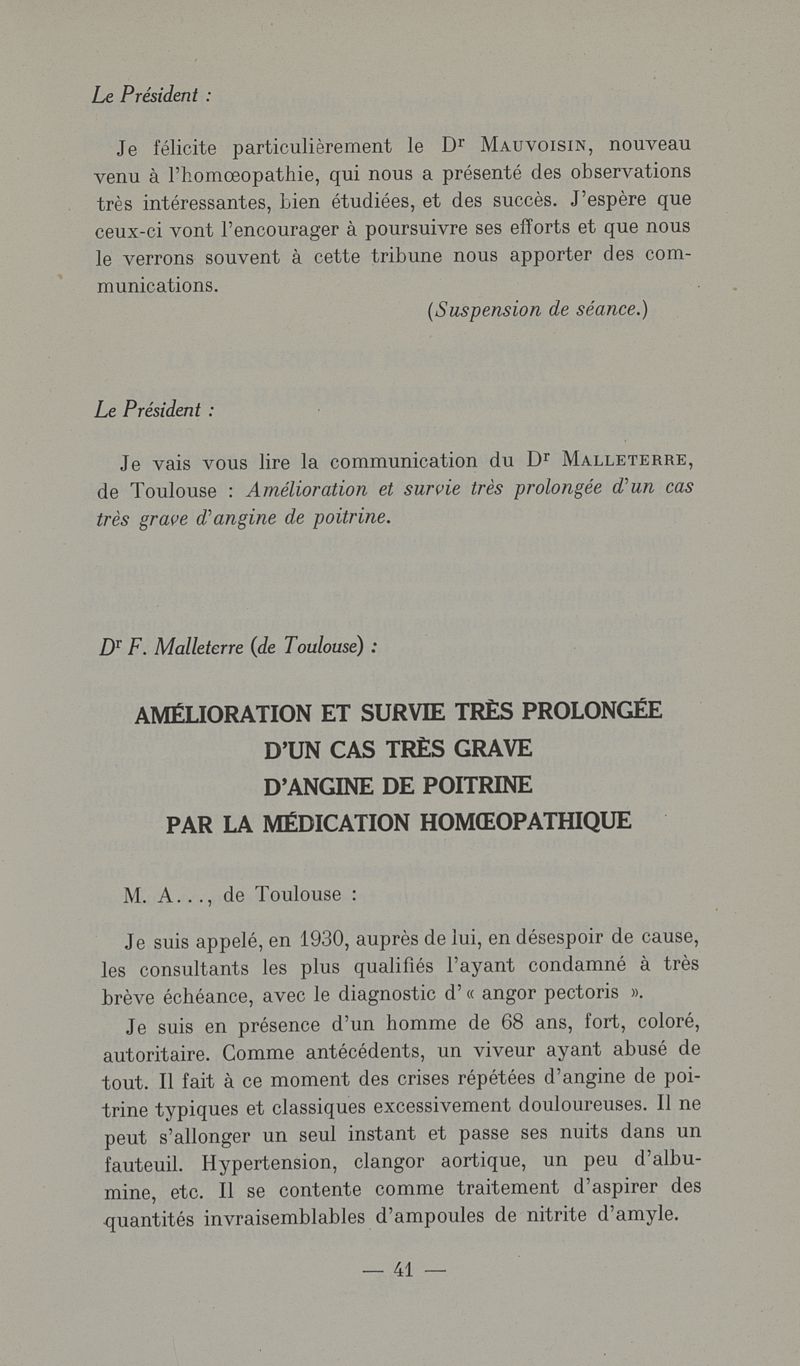 Le Président :
Je félicite particulièrement le Dr MAUVOISIN, nouveau
venu à l'homœopathie, qui nous a présenté des observations
très intéressantes, bien étudiées, et des succès. J'espère que
ceux-ci vont l'encourager à poursuivre ses efforts et que nous
le verrons souvent à cette tribune nous apporter des com-
munications.
(Suspension de séance.)
Le Président :
Je vais vous lire la communication du Dr MALLETERRE,
de Toulouse : Amélioration et survie très prolongée d'un cas
très grave d'angine de poitrine.
Dr F. Malleterre (de Toulouse) :
AMÉLIORATION ET SURVIE TRÈS PROLONGÉE
D'UN CAS TRÈS GRAVE
D'ANGINE DE POITRINE
PAR LA MÉDICATION HOMŒOPATHIQUE
M. A..., de Toulouse :
Je suis appelé, en 1930, auprès de lui, en désespoir de cause,
les consultants les plus qualifiés l'ayant condamné à très
brève échéance, avec le diagnostic d'« angor pectoris ».
Je suis en présence d'un homme de 68 ans, fort, coloré,
autoritaire. Comme antécédents, un viveur ayant abusé de
tout. Il fait à ce moment des crises répétées d'angine de poi-
trine typiques et classiques excessivement douloureuses. Il ne
peut s'allonger un seul instant et passe ses nuits dans un
fauteuil. Hypertension, clangor aortique, un peu d'albu-
mine, etc. Il se contente comme traitement d'aspirer des
quantités invraisemblables d'ampoules de nitrite d'amyle.
— 41 —